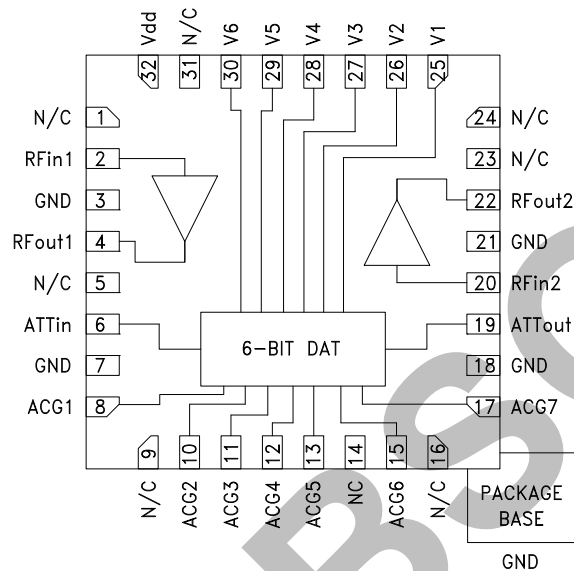 Vdd
N/C
V6
V5
V4
V3
V2
V1
32
31
30
29
28
27
26
25
N/C 1
RFin1 2
GND 3
RFout1 4
N/C 5
ATTin 6
GND 7
ACG1 8
24 N/C
23 N/C
22 RFout2
21 GND
20 RFin2
19 ATTout
18 GND
17 ACG7
6-BIT DAT
9
10
11
12
13
14
15
16
N/C
ACG2
ACG3
ACG4
ACG5
NC
ACG6
N/C
PACKAGE
BASE
GND